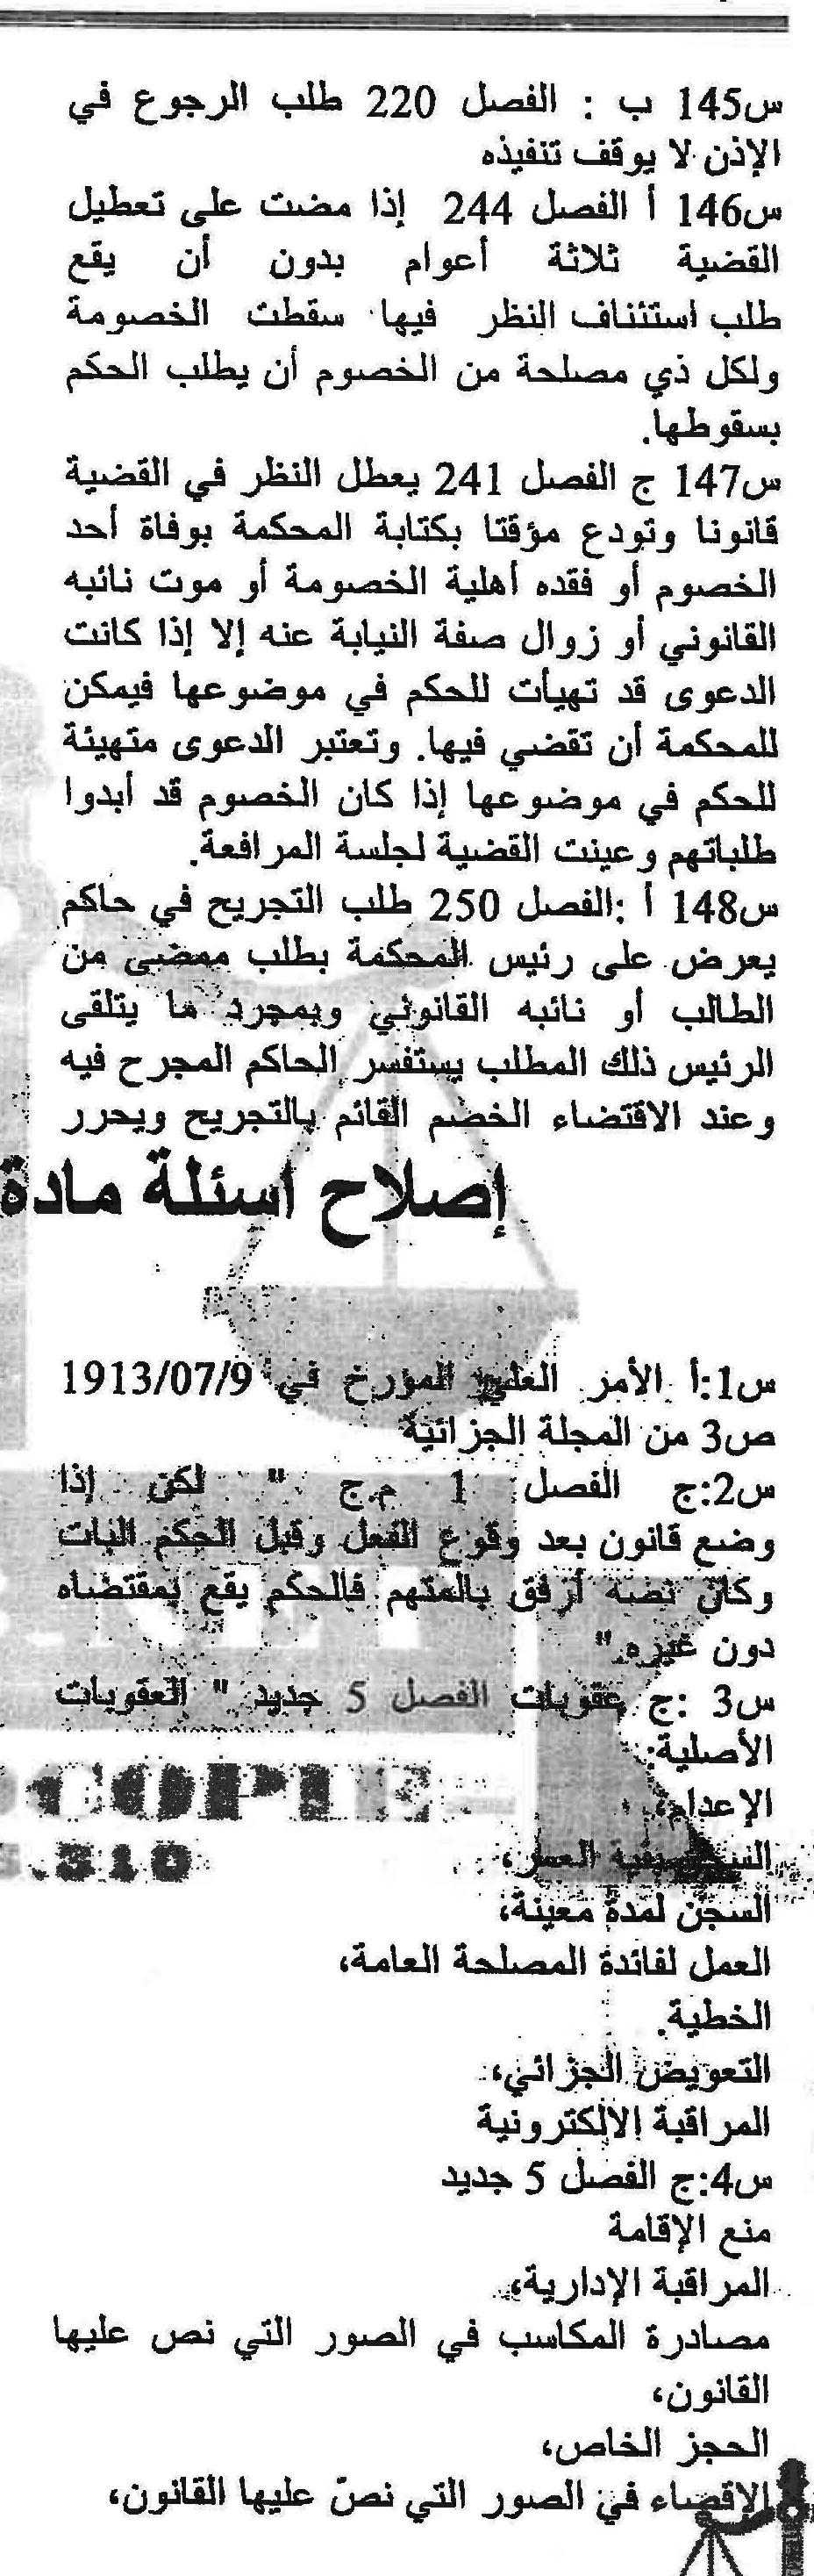 س145 ب : الفصل 220 طلب الرجوع في
الإذن لا يوقف تنفيذه
س146 أ الفصل 244 إذا مضت على تعطيل
القضية ثلاثة أعوام بدون أن يقع
طلب استئناف النظر فيها سقطت الخصومة
ولكل ذي مصلحة من الخصوم أن يطلب الحكم
بسقوطها.
س147 ج الفصل 241 يعطل النظر في القضية
قانونا وتودع مؤقتا بكتابة المحكمة بوفاة أحد
الخصوم أو فقده أهلية الخصومة أو موت نائبه
القانوني أو زوال صفة النيابة عنه إلا إذا كانت
الدعوى قد تهيأت للحكم في موضوعها فيمكن
للمحكمة أن تقضي فيها. وتعتبر الدعوى متهيئة
للحكم في موضوعها إذا كان الخصوم قد أبدوا
طلباتهم وعينت القضية لجلسة المرافعة.
س148 أ :الفصل 250 طلب التجريح في حاكم
يعرض على رئيس المحكمة بطلب ممضى من
الطالب أو نائبه القانوني وبمجرد ما يتلقى
الرئيس ذلك المطلب يستفسر الحاكم المجرح فيه
وعند الاقتضاء الخصم القائم بالتجريح ويحرر
إصلاح اسئلة مادة
س1:أ الأمر العلي المؤرخ في 1913/07/9
ص3 من المجلة الجزائية
س2:ج الفصل 1 م.ج " لكن إذا
وضع قانون بعد وقوع الفعل وقبل الحكم البات
وكان نصه أرفق بالمتهم فالحكم يقع بمقتضاه
دون غيره."
س3 :ج عقوبات الفصل 5 جديد " العقوبات
الأصلية:
الإعدام،
COPIE
.310
السجن بقية العمر،
السجن لمدة معينة،
العمل لفائدة المصلحة العامة،
الخطية.
التعويض الجزائي،
المراقبة الالكترونية
س4:ج الفصل 5 جديد
منع الإقامة
المراقبة الإدارية،
مصادرة المكاسب في الصور التي نص عليها
القانون،
الحجز الخاص،
الإقصاء في الصور التي نصّ عليها القانون،